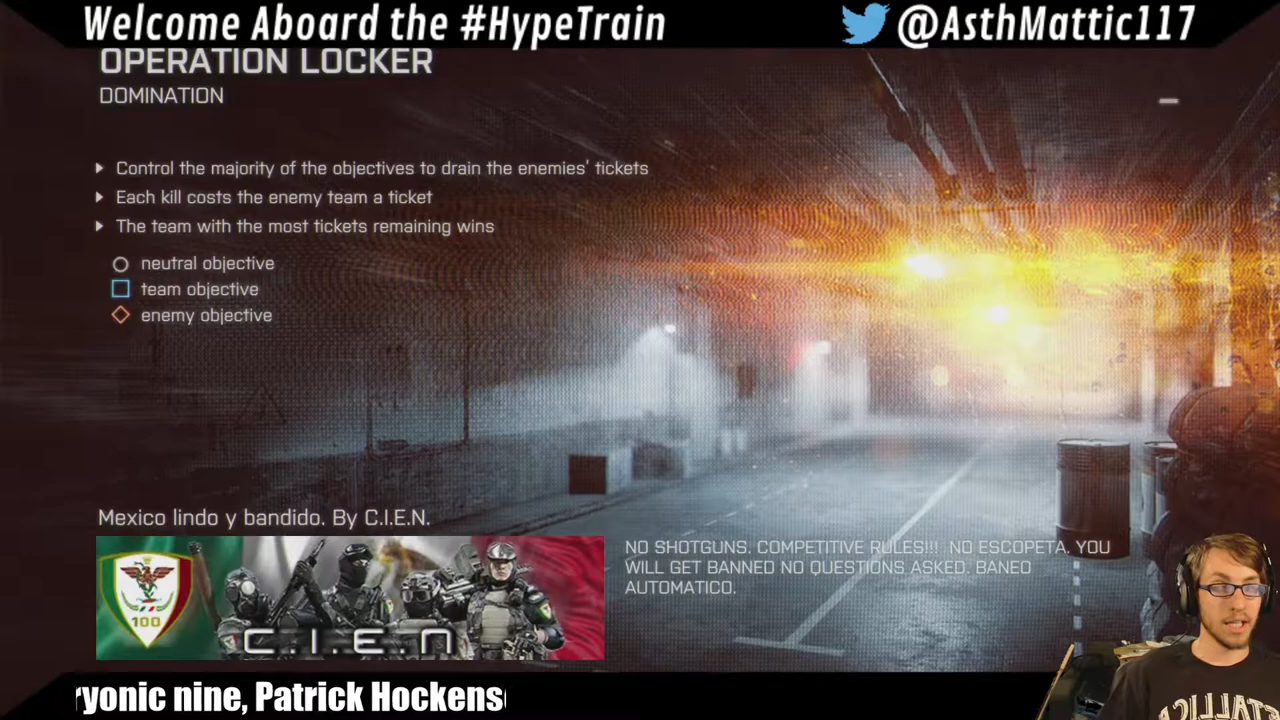 Welcome Aboard the #HypeTrain
@AsthMattic117
OPERATION LOCKER
DOMINATION
Control the majority of the objectives to drain the enemies' tickets
Each kill costs the enemy team a ticket
The team with the most tickets remaining wins
neutral objective
team objective
enemy objective
Mexico lindo y bandido. By C.I.E.N.
100
C.I.E.N
NO SHOTGUNS. COMPETITIVE RULES!!! .NO ESCOPETA. YOU
WILL GET BANNED NO QUESTIONS ASKED. BANED
AUTOMATICO.
ryonic nine, Patrick Hockens